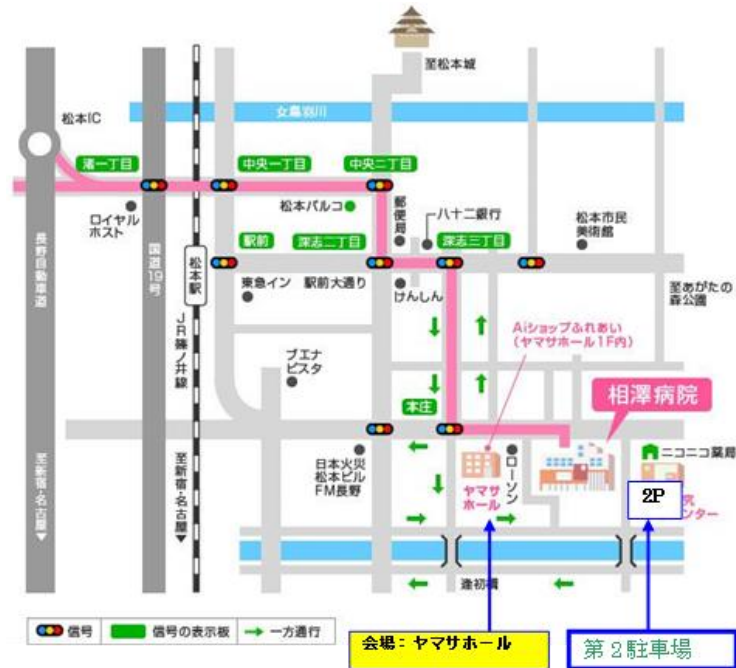 至松本城
松本IC
女鳥羽川
渚一丁目
中央一丁目
中央二丁目
ロイヤル
ホスト
松本パルコ
郵便局
八十二銀行
松本市民
美術館
駅前
深志二丁目
深志三丁目
長野自動車道
国道19号
松本駅
東急イン
駅前大通り
けんしん
至あがたの
森公園
JR篠ノ井線
Aiショップふれあい
(ヤマサホール1F内)
ブエナ
ビスタ
相澤病院
本庄
日本火災
松本ビル
FM長野
ヤマサ
ホール
ローソン
ニコニコ薬局
2P
究
ンター
至新宿・名古屋▼
至新宿・名古屋▼
逢初橋
信号
信号の表示板
一方通行
会場:ヤマサホール
第2駐車場